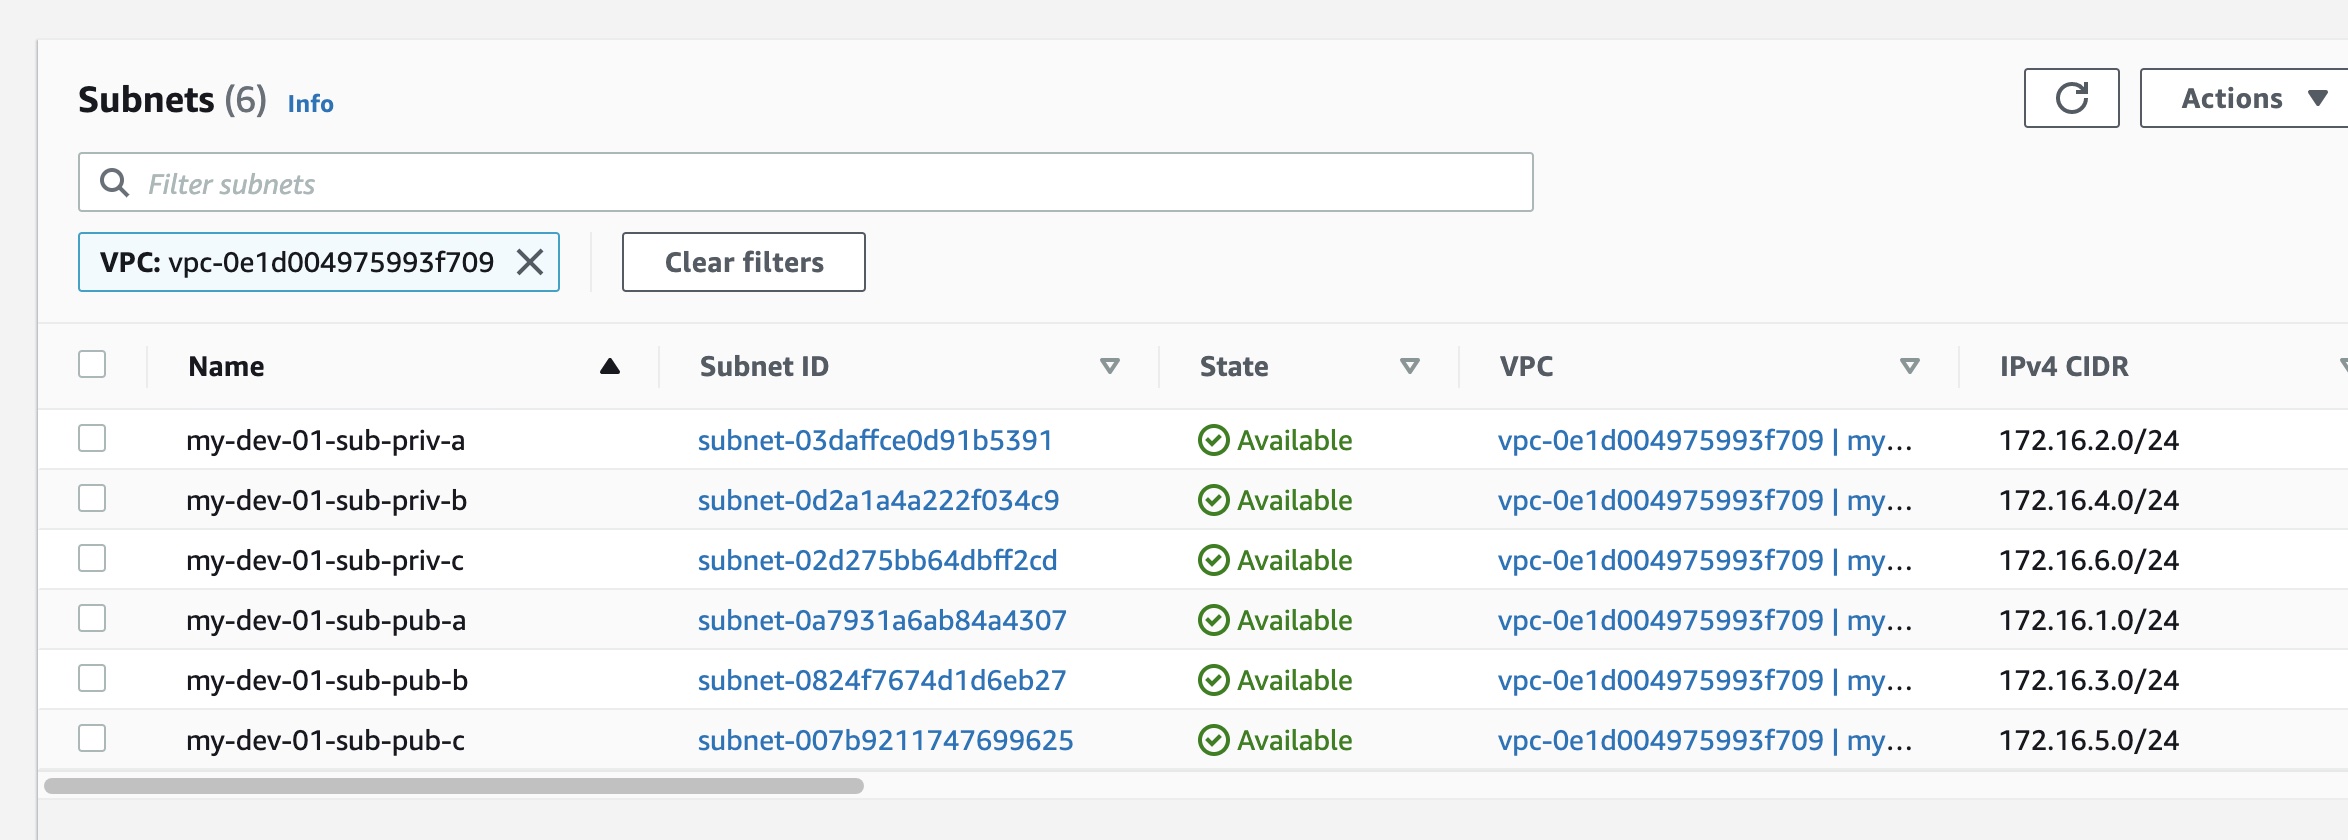 Subnets (6) Info
Actions
Filter subnets
VPC: vpc-0e1d004975993f709
Clear filters
Name Subnet ID State VPC IPv4 CIDR
my-dev-01-sub-priv-a subnet-03daffce0d91b5391 Available vpc-0e1d004975993f709 | my... 172.16.2.0/24
my-dev-01-sub-priv-b subnet-0d2a1a4a222f034c9 Available vpc-0e1d004975993f709 | my... 172.16.4.0/24
my-dev-01-sub-priv-c subnet-02d275bb64dbff2cd Available vpc-0e1d004975993f709 | my... 172.16.6.0/24
my-dev-01-sub-pub-a subnet-0a7931a6ab84a4307 Available vpc-0e1d004975993f709 | my... 172.16.1.0/24
my-dev-01-sub-pub-b subnet-0824f7674d1d6eb27 Available vpc-0e1d004975993f709 | my... 172.16.3.0/24
my-dev-01-sub-pub-c subnet-007b9211747699625 Available vpc-0e1d004975993f709 | my... 172.16.5.0/24